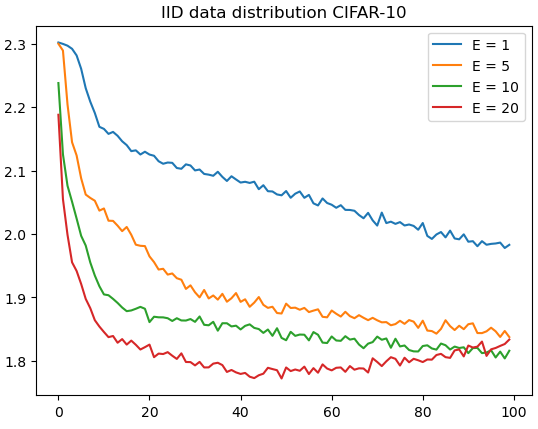 IID data distribution CIFAR-10
E = 1
E = 5
E = 10
E = 20
2.3
2.2
2.1
2.0
1.9
1.8
0 20 40 60 80 100